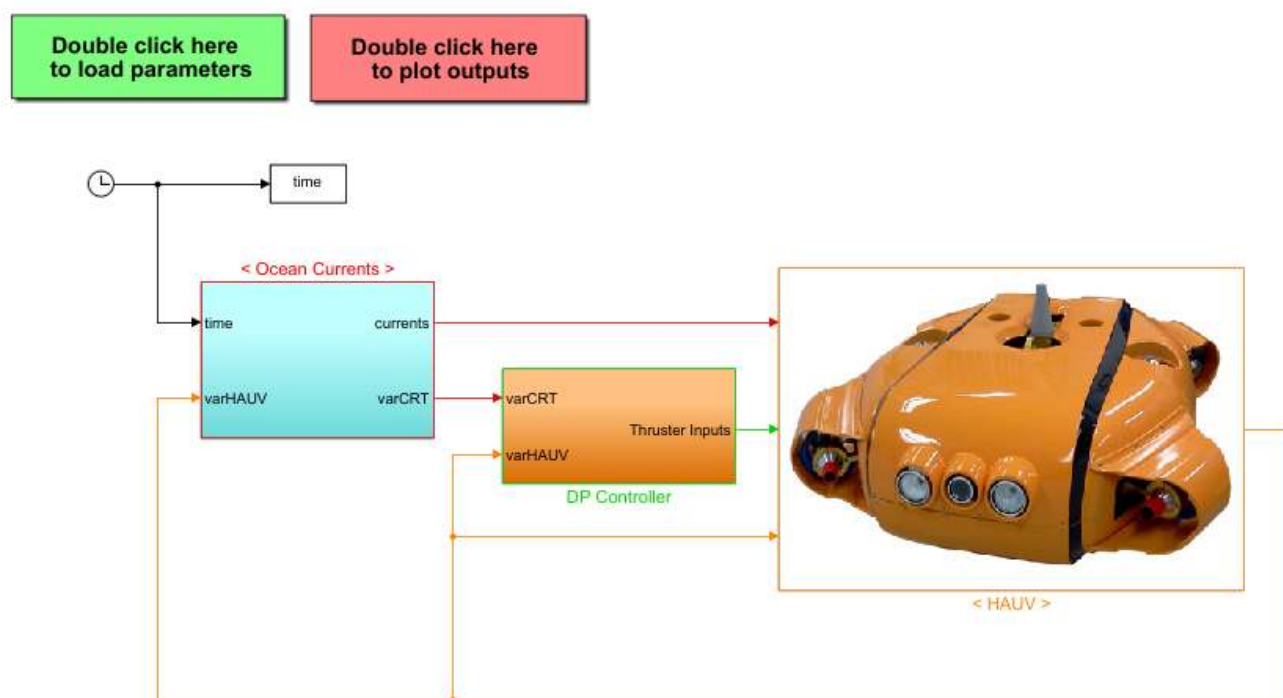 Double click here
to load parameters
Double click here
to plot outputs
time
< Ocean Currents >
time
currents
varHAUV
varCRT
varCRT
Thruster Inputs
varHAUV
DP Controller
< HAUV >